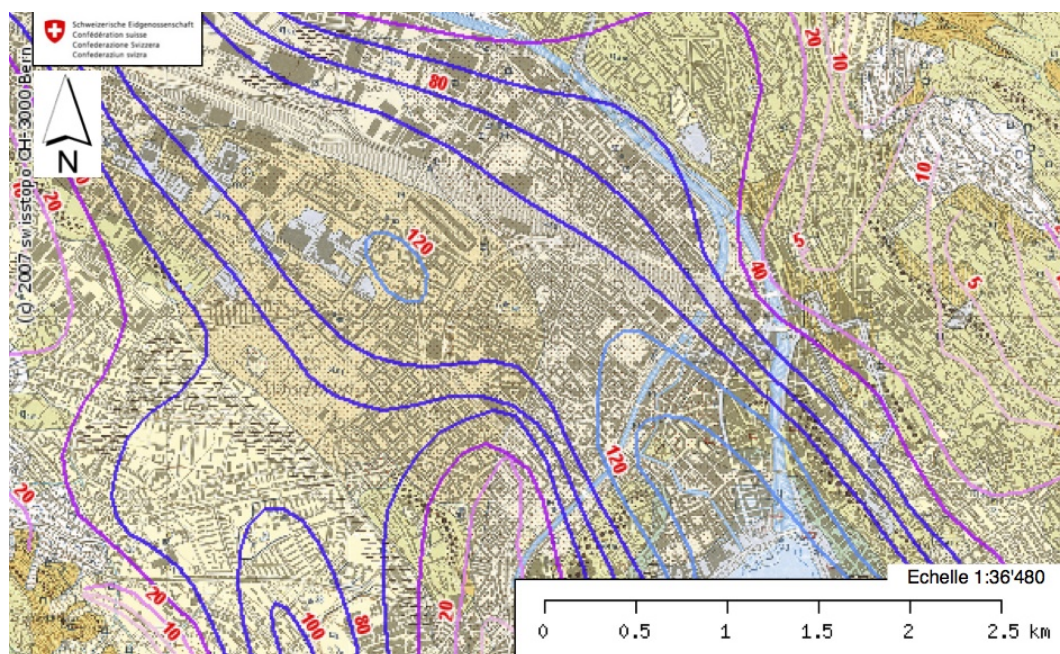 Schweizerische Eidgenossenschaft
Confédération suisse
Confederazione Svizzera
Confederaziun svizra
(c) 2007 swisstopo CH-3000 Bern
N
20
10
80
20
10
120
5
40
5
120
20
20
10
100
80
20
Echelle 1:36'480
0 0.5 1 1.5 2 2.5 km